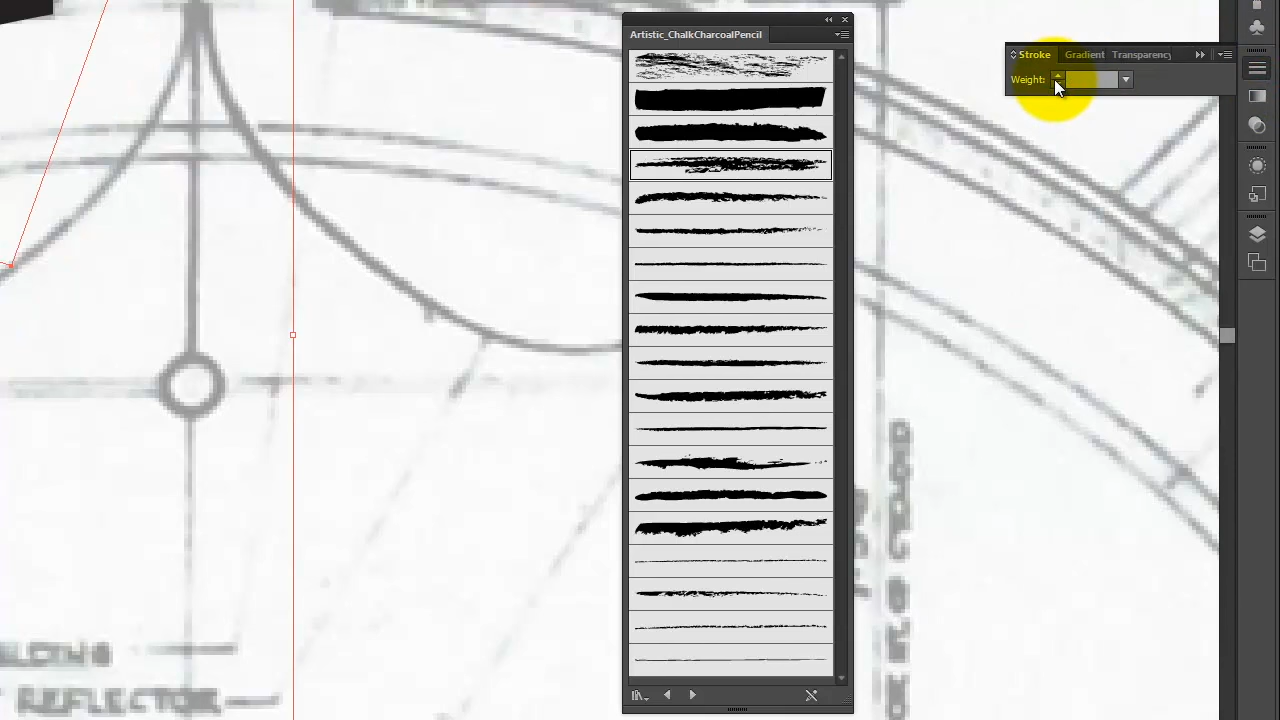 Artistic_ChalkCharcoalPencil
Stroke Gradient Transparency
Weight:
REFLECTOR